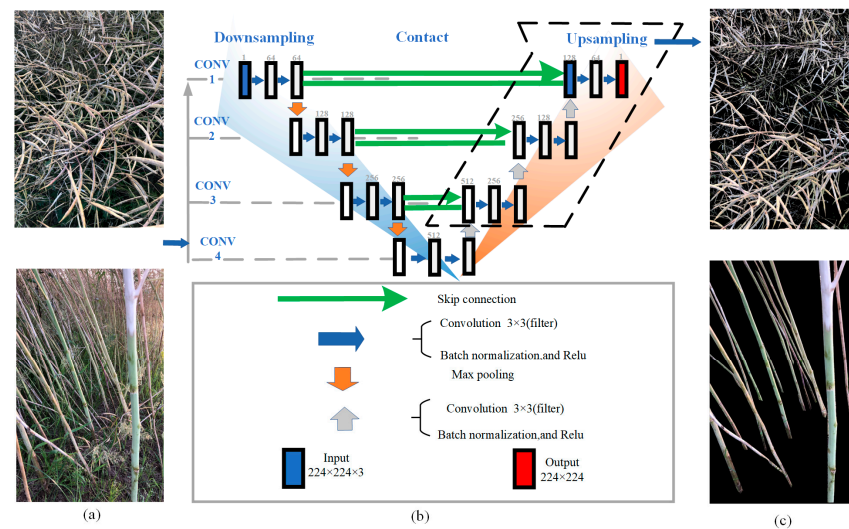 Downsampling Contact Upsampling
CONV 1 64 64 128 64 1
1
CONV 128 128 256 128
2
CONV 256 256 512 256
3
CONV 512
4
Skip connection
Convolution 3×3(filter)
Batch normalization,and Relu
Max pooling
Convolution 3×3(filter)
Batch normalization,and Relu
Input Output
224×224×3 224×224
(a) (b) (c)